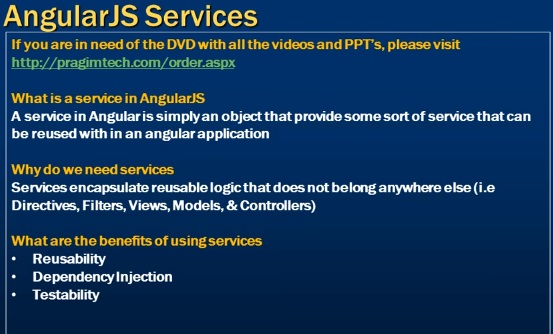 AngularJS Services
If you are in need of the DVD with all the videos and PPT's, please visit
http://pragimtech.com/order.aspx
What is a service in AngularJS
A service in Angular is simply an object that provide some sort of service that can
be reused with in an angular application
Why do we need services
Services encapsulate reusable logic that does not belong anywhere else (i.e
Directives, Filters, Views, Models, & Controllers)
What are the benefits of using services
• Reusability
• Dependency Injection
• Testability